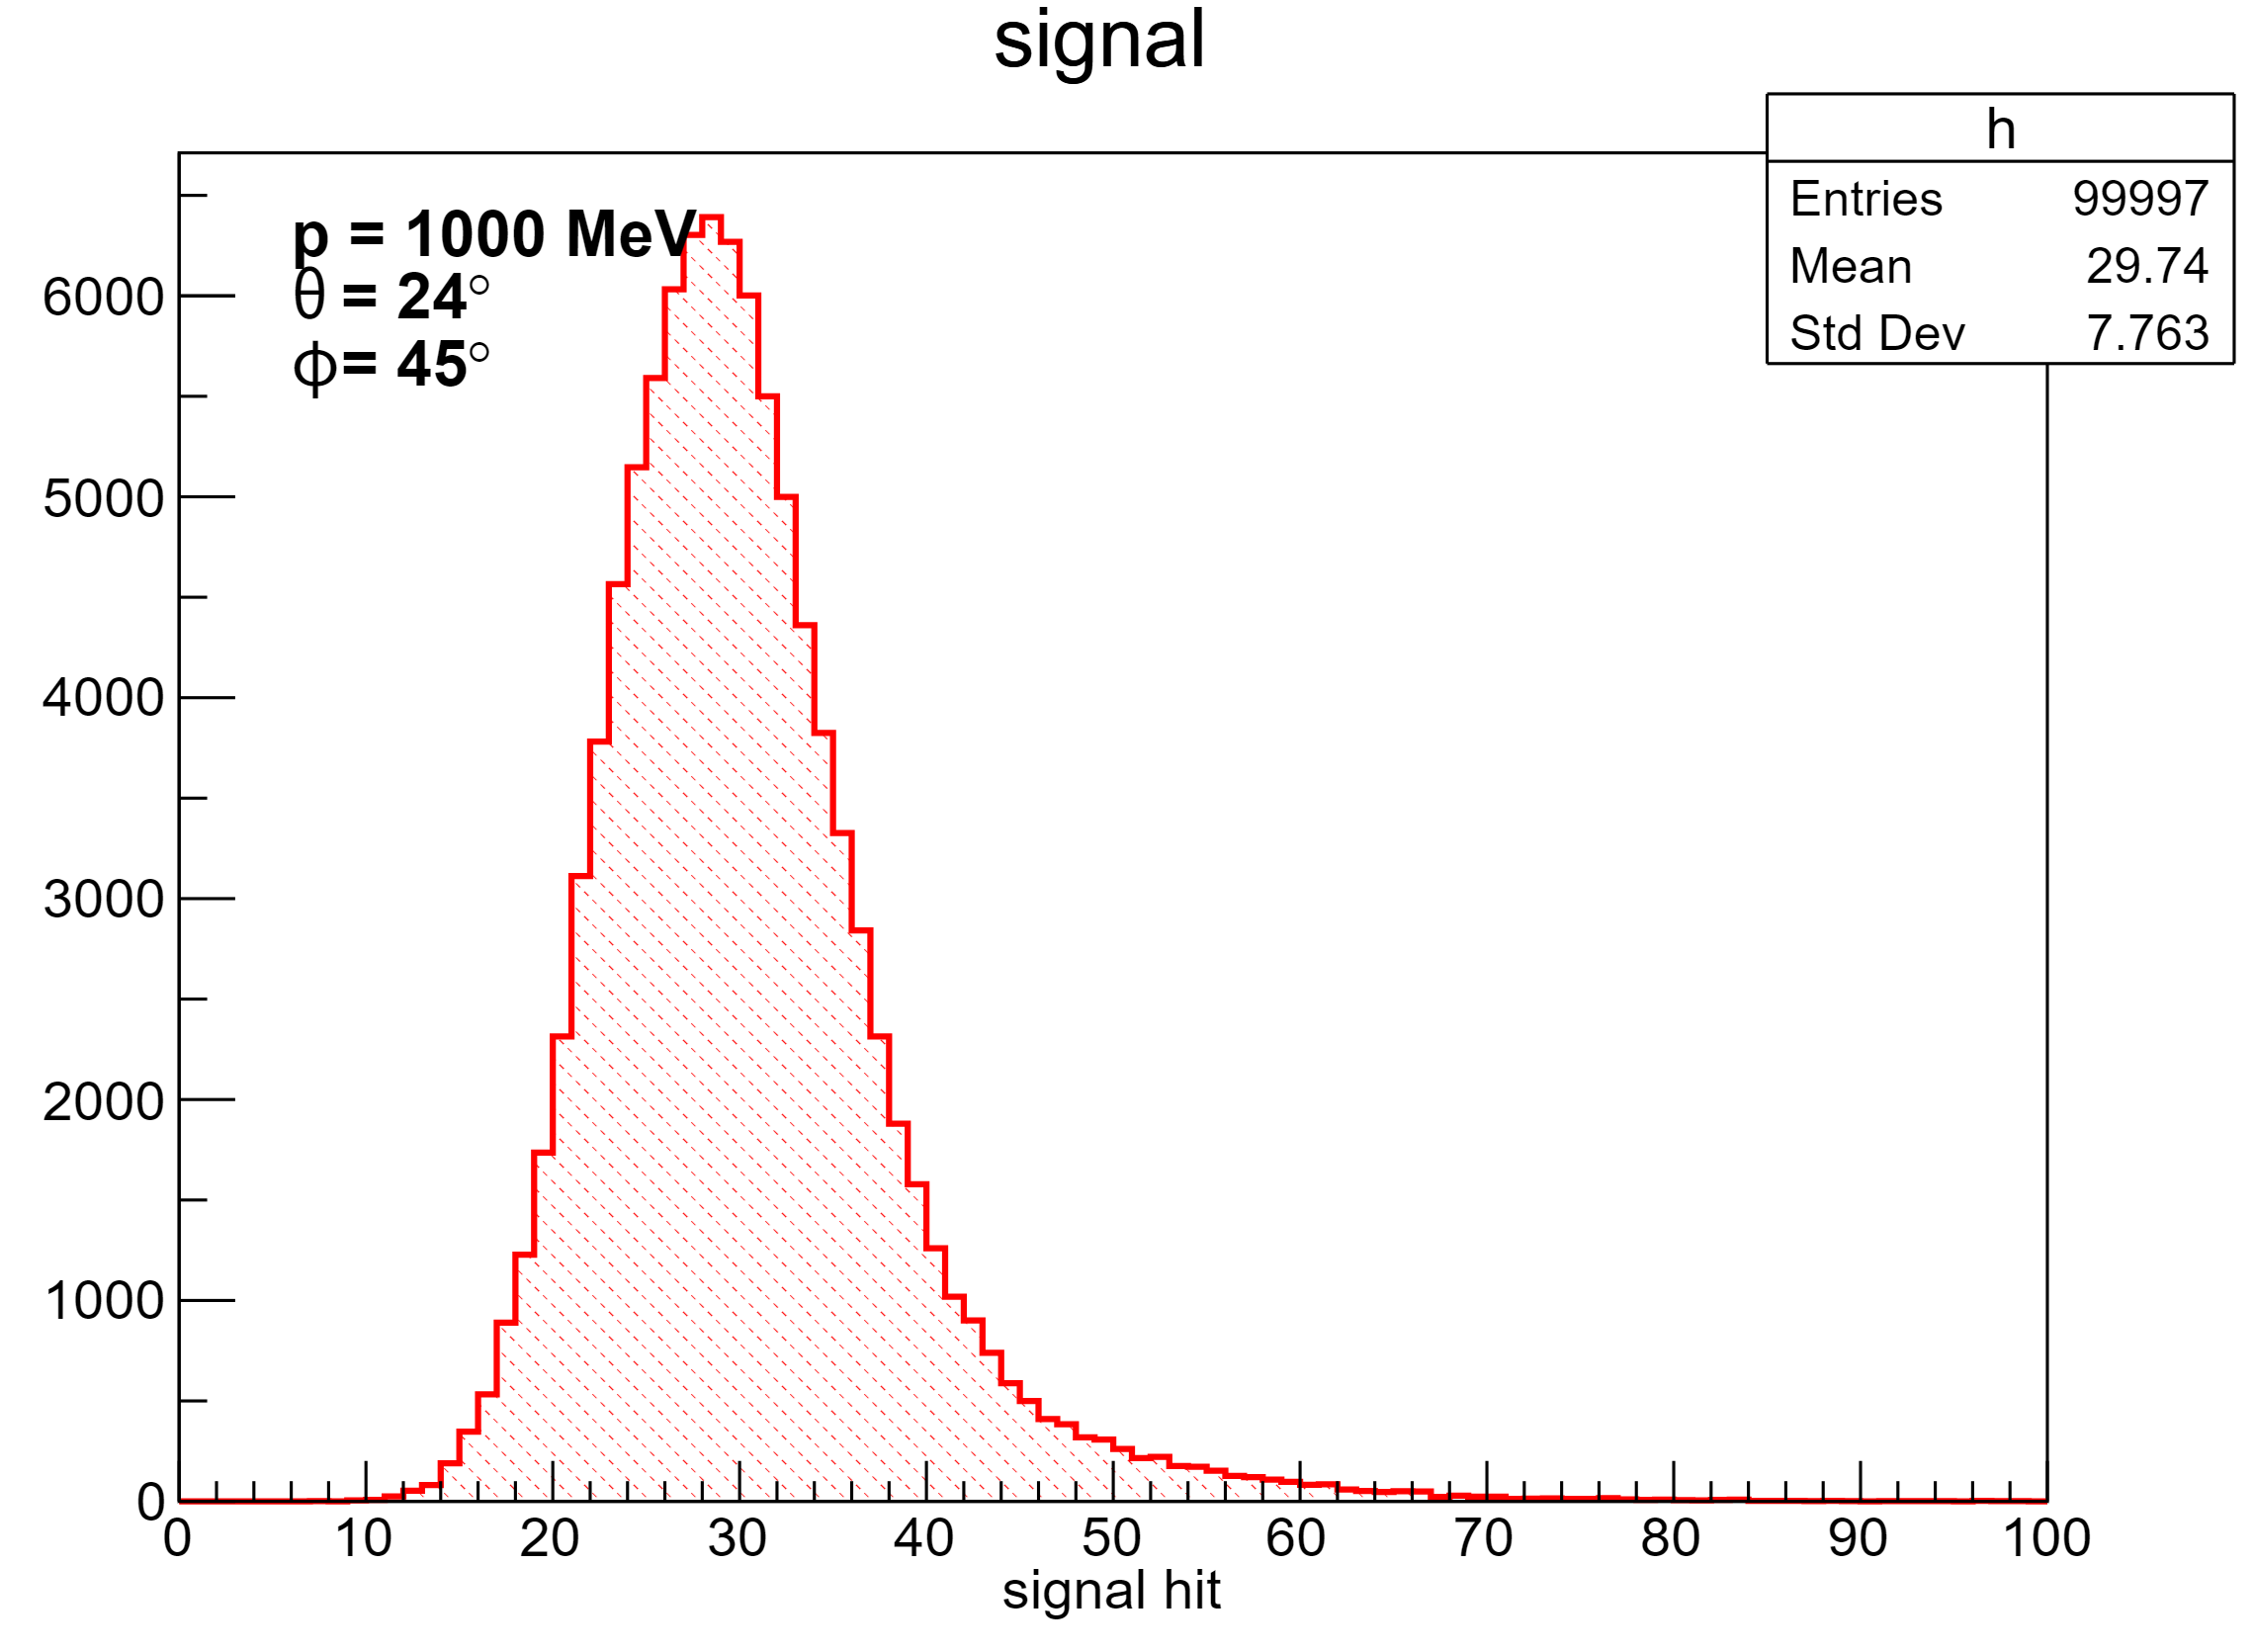 signal
h
Entries 99997
Mean 29.74
Std Dev 7.763
p = 1000 MeV
θ = 24°
ϕ= 45°
6000
5000
4000
3000
2000
1000
0
0 10 20 30 40 50 60 70 80 90 100
signal hit